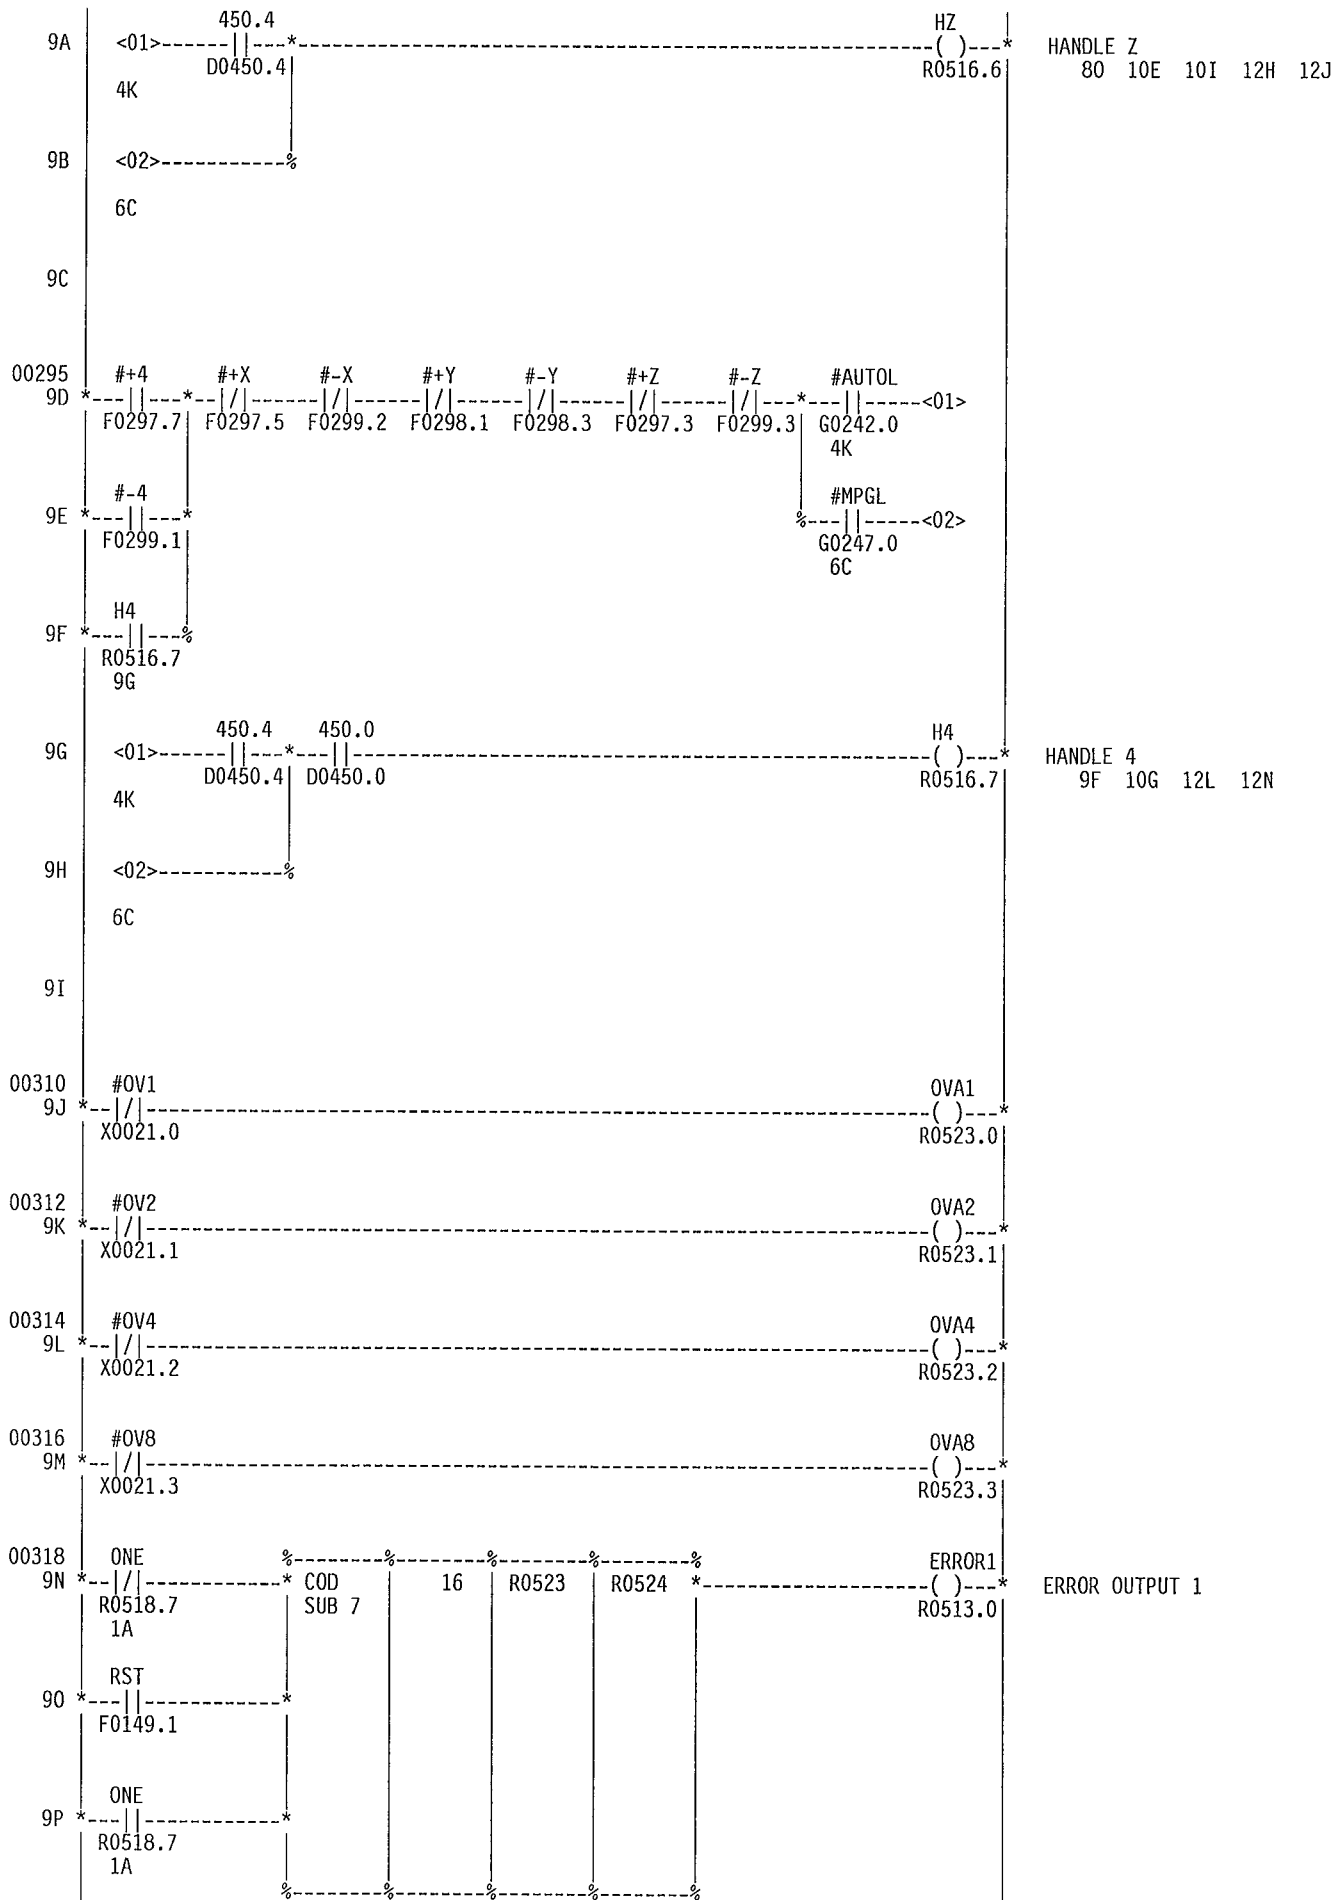 450.4 HZ
9A <01>------| |---*------------------------------------------------------( )---* HANDLE Z
D0450.4 R0516.6 80 10E 10I 12H 12J
4K
9B <02>------------%
6C
9C
00295 #+4 #+X #-X #+Y #-Y #+Z #-Z #AUTOL
9D *---| |---*--|/|-------|/|-------|/|-------|/|-------|/|-------|/|---*---| |-----<01>
F0297.7 F0297.5 F0299.2 F0298.1 F0298.3 F0297.3 F0299.3 G0242.0
4K
#-4 #MPGL
9E *---| |---* %---| |-----<02>
F0299.1 G0247.0
6C
H4
9F *---| |---%
R0516.7
9G
450.4 450.0 H4
9G <01>------| |---*---| |------------------------------------------------( )---* HANDLE 4
D0450.4 D0450.0 R0516.7 9F 10G 12L 12N
4K
9H <02>------------%
6C
9I
00310 #OV1 OVA1
9J *--|/|----------------------------------------------------------------( )---*
X0021.0 R0523.0
00312 #OV2 OVA2
9K *--|/|----------------------------------------------------------------( )---*
X0021.1 R0523.1
00314 #OV4 OVA4
9L *--|/|----------------------------------------------------------------( )---*
X0021.2 R0523.2
00316 #OV8 OVA8
9M *--|/|----------------------------------------------------------------( )---*
X0021.3 R0523.3
00318 ONE %---------%---------%---------%---------% ERROR1
9N *--|/|------------* COD 16 R0523 R0524 *--------------------( )---* ERROR OUTPUT 1
R0518.7 SUB 7 R0513.0
1A
RST
9O *---| |------------*
F0149.1
ONE
9P *---| |------------*
R0518.7
1A
%---------%---------%---------%---------%